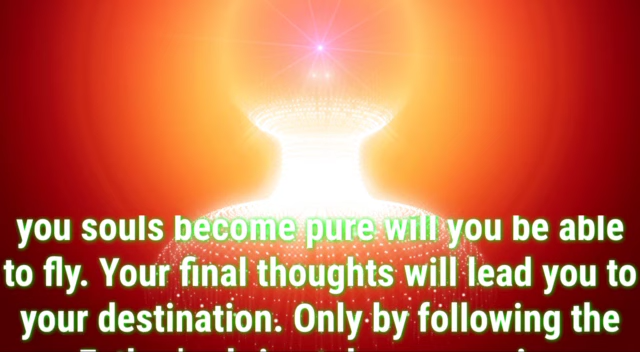 you souls become pure will you be able
to fly. Your final thoughts will lead you to
your destination. Only by following the